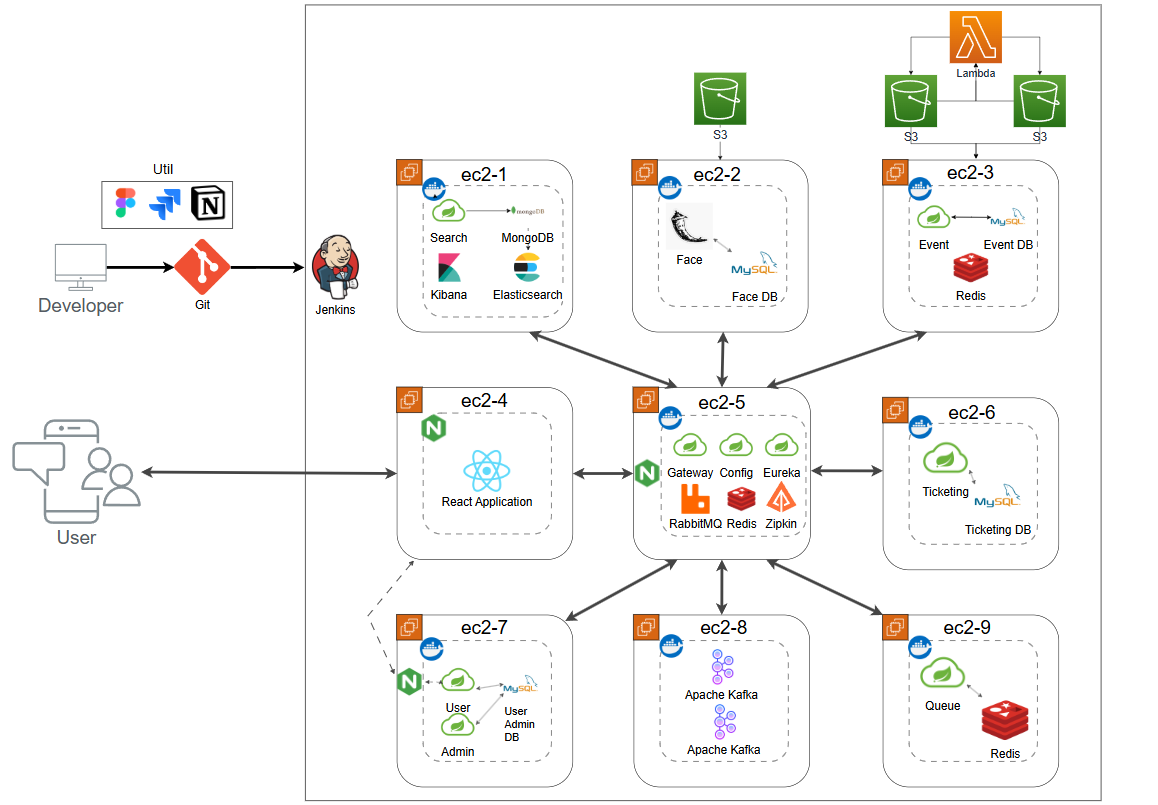 Lambda
S3
S3
S3
Util
N
Developer
Git
Jenkins
ec2-1
Search
mongoDB
MongoDB
Kibana
Elasticsearch
ec2-2
Face
MySQL
Face DB
ec2-3
Event
MySQL
Event DB
Redis
User
ec2-4
N
React Application
ec2-5
N
Gateway
Config
Eureka
RabbitMQ
Redis
Zipkin
ec2-6
Ticketing
MySQL
Ticketing DB
ec2-7
N
User
MySQL
User
Admin
DB
Admin
ec2-8
Apache Kafka
Apache Kafka
ec2-9
Queue
Redis